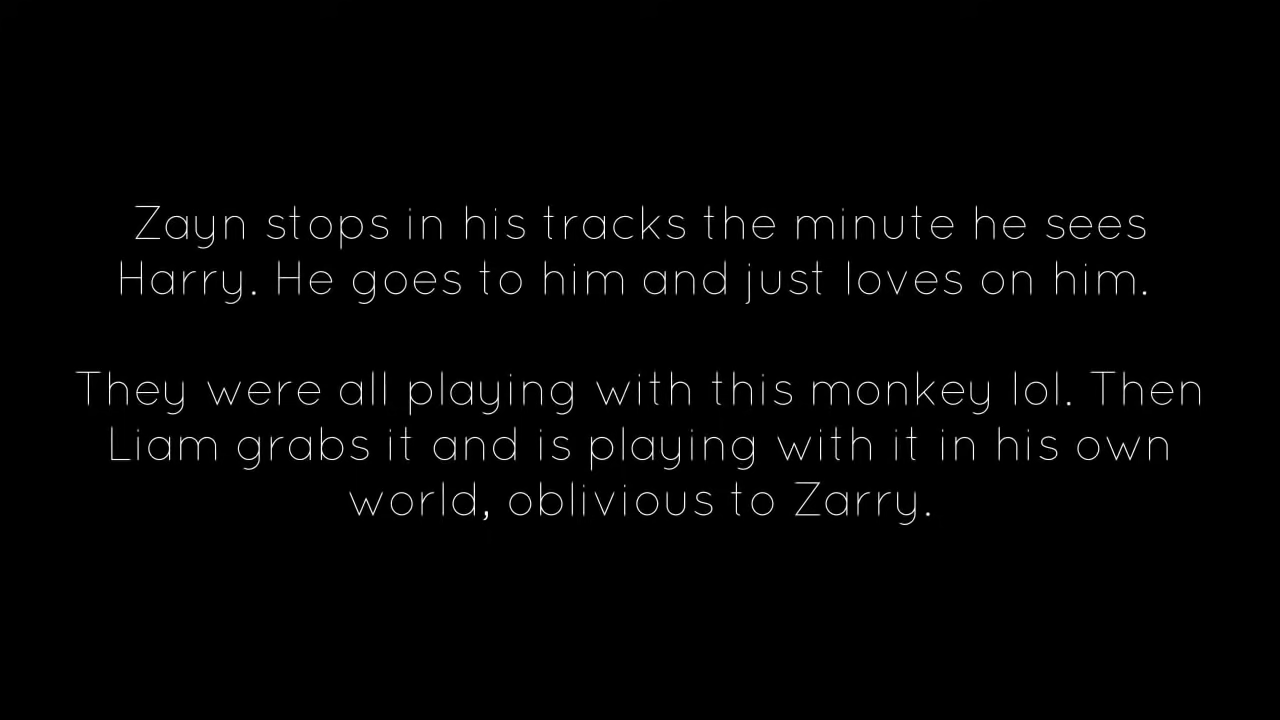 Zayn stops in his tracks the minute he sees
Harry. He goes to him and just loves on him.
They were all playing with this monkey lol. Then
Liam grabs it and is playing with it in his own
world, oblivious to Zarry.